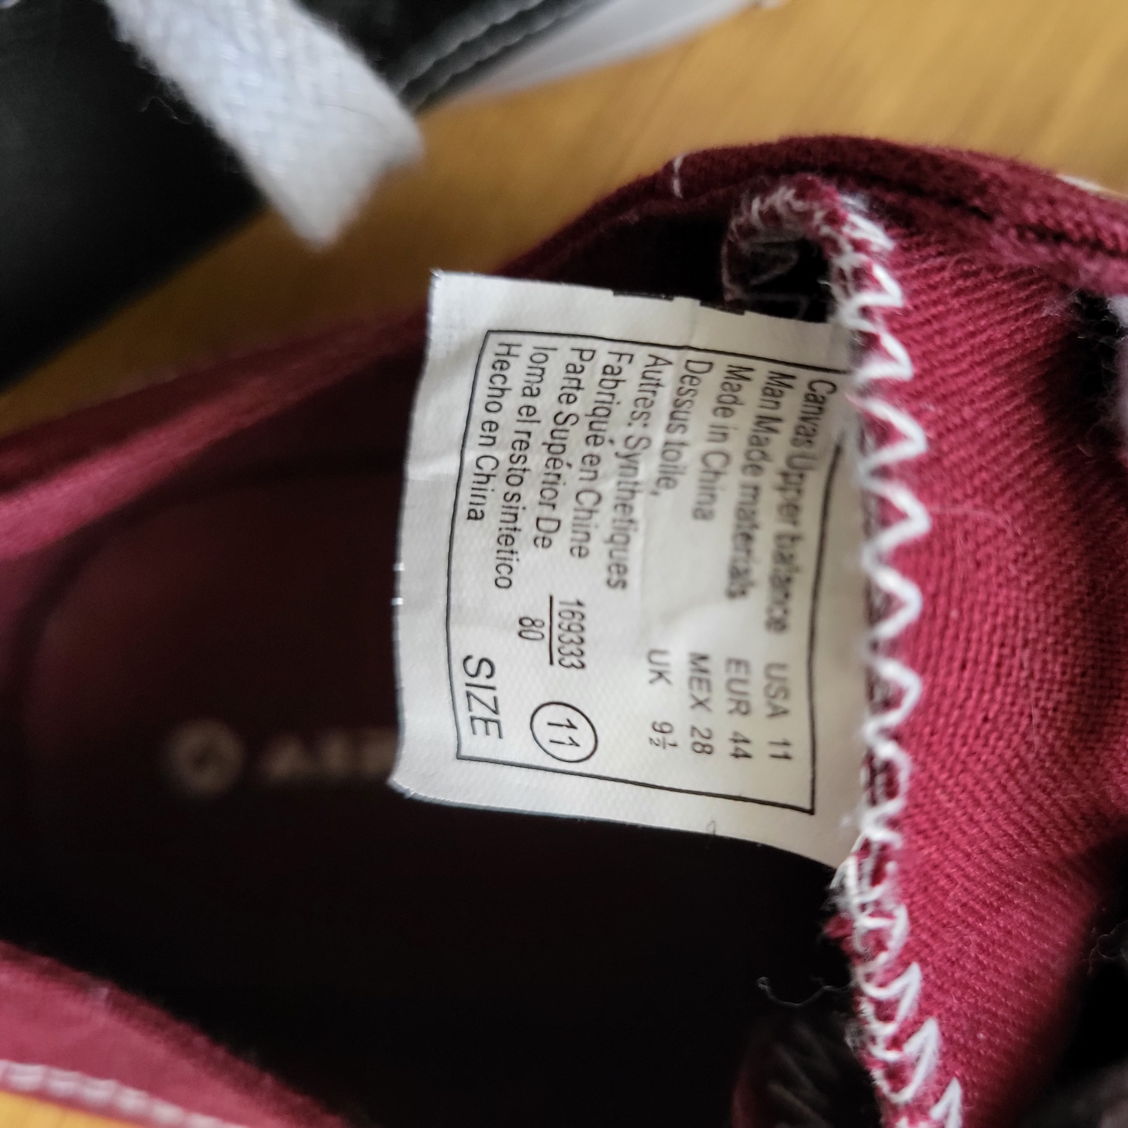 Canvas Upper balance
Man Made materials
Made in China
Dessus toile,
Autres: Synthetiques
Fabriqué en Chine
Parte Supérior De
loma el resto sintetico
Hecho en China
USA 11
EUR 44
MEX 28
UK 9½
169333
80
11
SIZE